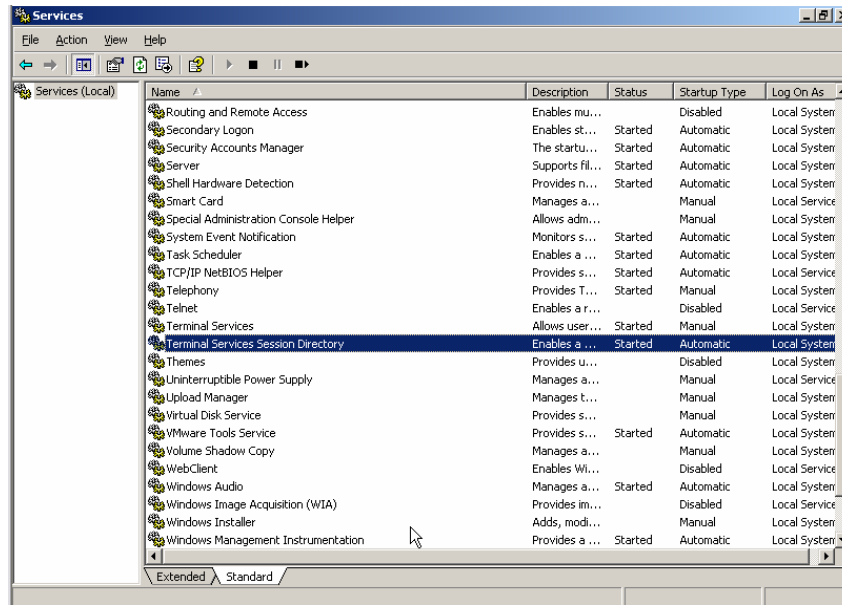 Services
File Action View Help
Services (Local)
Name Description Status Startup Type Log On As
Routing and Remote Access Enables mu... Disabled Local System
Secondary Logon Enables st... Started Automatic Local System
Security Accounts Manager The startu... Started Automatic Local System
Server Supports fil... Started Automatic Local System
Shell Hardware Detection Provides n... Started Automatic Local System
Smart Card Manages a... Manual Local Service
Special Administration Console Helper Allows adm... Manual Local System
System Event Notification Monitors s... Started Automatic Local System
Task Scheduler Enables a ... Started Automatic Local System
TCP/IP NetBIOS Helper Provides s... Started Automatic Local Service
Telephony Provides T... Started Manual Local System
Telnet Enables a r... Disabled Local Service
Terminal Services Allows user... Started Manual Local System
Terminal Services Session Directory Enables a ... Started Automatic Local System
Themes Provides u... Disabled Local System
Uninterruptible Power Supply Manages a... Manual Local Service
Upload Manager Manages t... Manual Local System
Virtual Disk Service Provides s... Manual Local System
VMware Tools Service Provides s... Started Automatic Local System
Volume Shadow Copy Manages a... Manual Local System
WebClient Enables Wi... Disabled Local Service
Windows Audio Manages a... Started Automatic Local System
Windows Image Acquisition (WIA) Provides im... Disabled Local Service
Windows Installer Adds, modi... Manual Local System
Windows Management Instrumentation Provides a ... Started Automatic Local System
Extended Standard